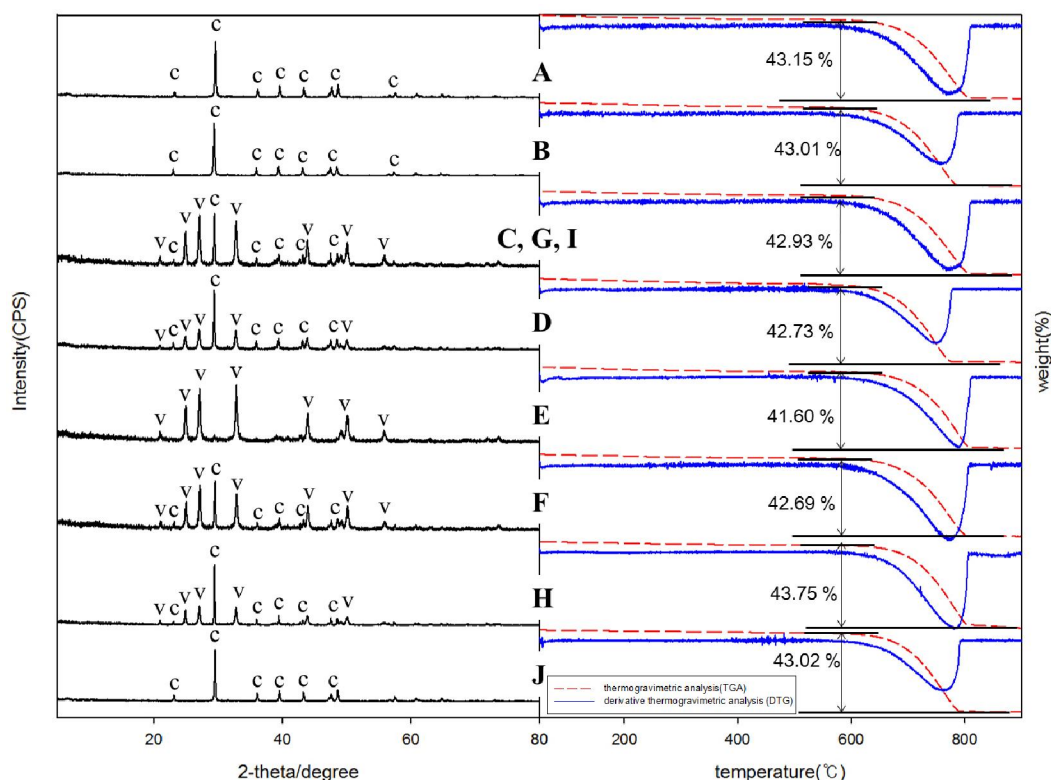 c
c c c c c c
A
43.15 %
c
c c c c c c
B
43.01 %
v c v v c v c c c v c v v
C, G, I
42.93 %
v c v v c v c c c c v
D
42.73 %
v v v v v v v
E
41.60 %
v c v v c v c c c v c v v
F
42.69 %
v c v v c v c c c c v
H
43.75 %
c
c c c c c
J
43.02 %
thermogravimetric analysis(TGA)
derivative thermogravimetric analysis (DTG)
Intensity(CPS)
weight(%)
20 40 60 80 200 400 600 800
2-theta/degree
temperature(℃)